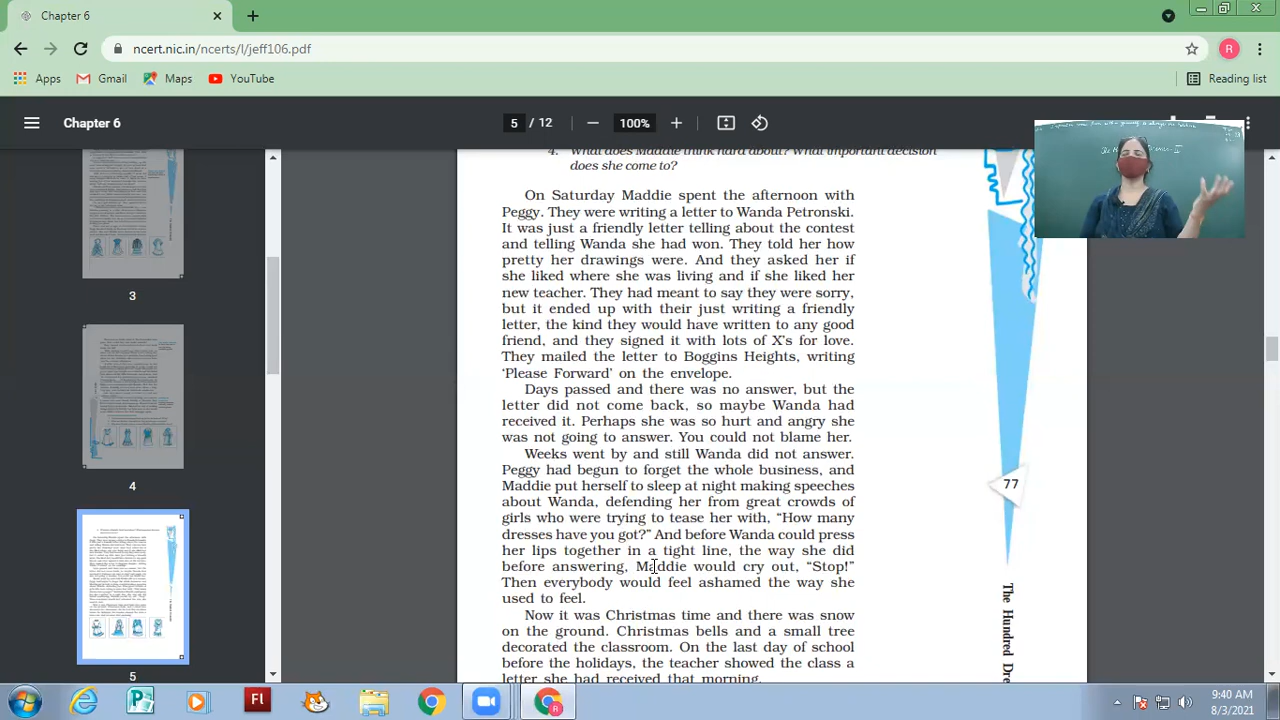 Chapter 6
ncert.nic.in/ncerts/l/jeff106.pdf
R
Apps
Gmail
Maps
YouTube
Reading list
Chapter 6
5 / 12
100%
3
4
5
What does Maddie think hard about? What important decision
does she come to?
On Saturday Maddie spent the afternoon with
Peggy. They were writing a letter to Wanda Petronski.
It was just a friendly letter telling about the contest
and telling Wanda she had won. They told her how
pretty her drawings were. And they asked her if
she liked where she was living and if she liked her
new teacher. They had meant to say they were sorry,
but it ended up with their just writing a friendly
letter, the kind they would have written to any good
friend, and they signed it with lots of X's for love.
They mailed the letter to Boggins Heights, writing
‘Please Forward’ on the envelope.
Days passed and there was no answer, but the
letter did not come back, so maybe Wanda had
received it. Perhaps she was so hurt and angry she
was not going to answer. You could not blame her.
Weeks went by and still Wanda did not answer.
Peggy had begun to forget the whole business, and
Maddie put herself to sleep at night making speeches
about Wanda, defending her from great crowds of
girls who were trying to tease her with, “How many
dresses have you got?” And before Wanda could press
her lips together in a tight line, the way she did
before answering, Maddie would cry out, “Stop!”
Then everybody would feel ashamed the way she
used to feel.
Now it was Christmas time and there was snow
on the ground. Christmas bells and a small tree
decorated the classroom. On the last day of school
before the holidays, the teacher showed the class a
letter she had received that morning.
77
The Hundred Dre
Fl
R
9:40 AM
8/3/2021